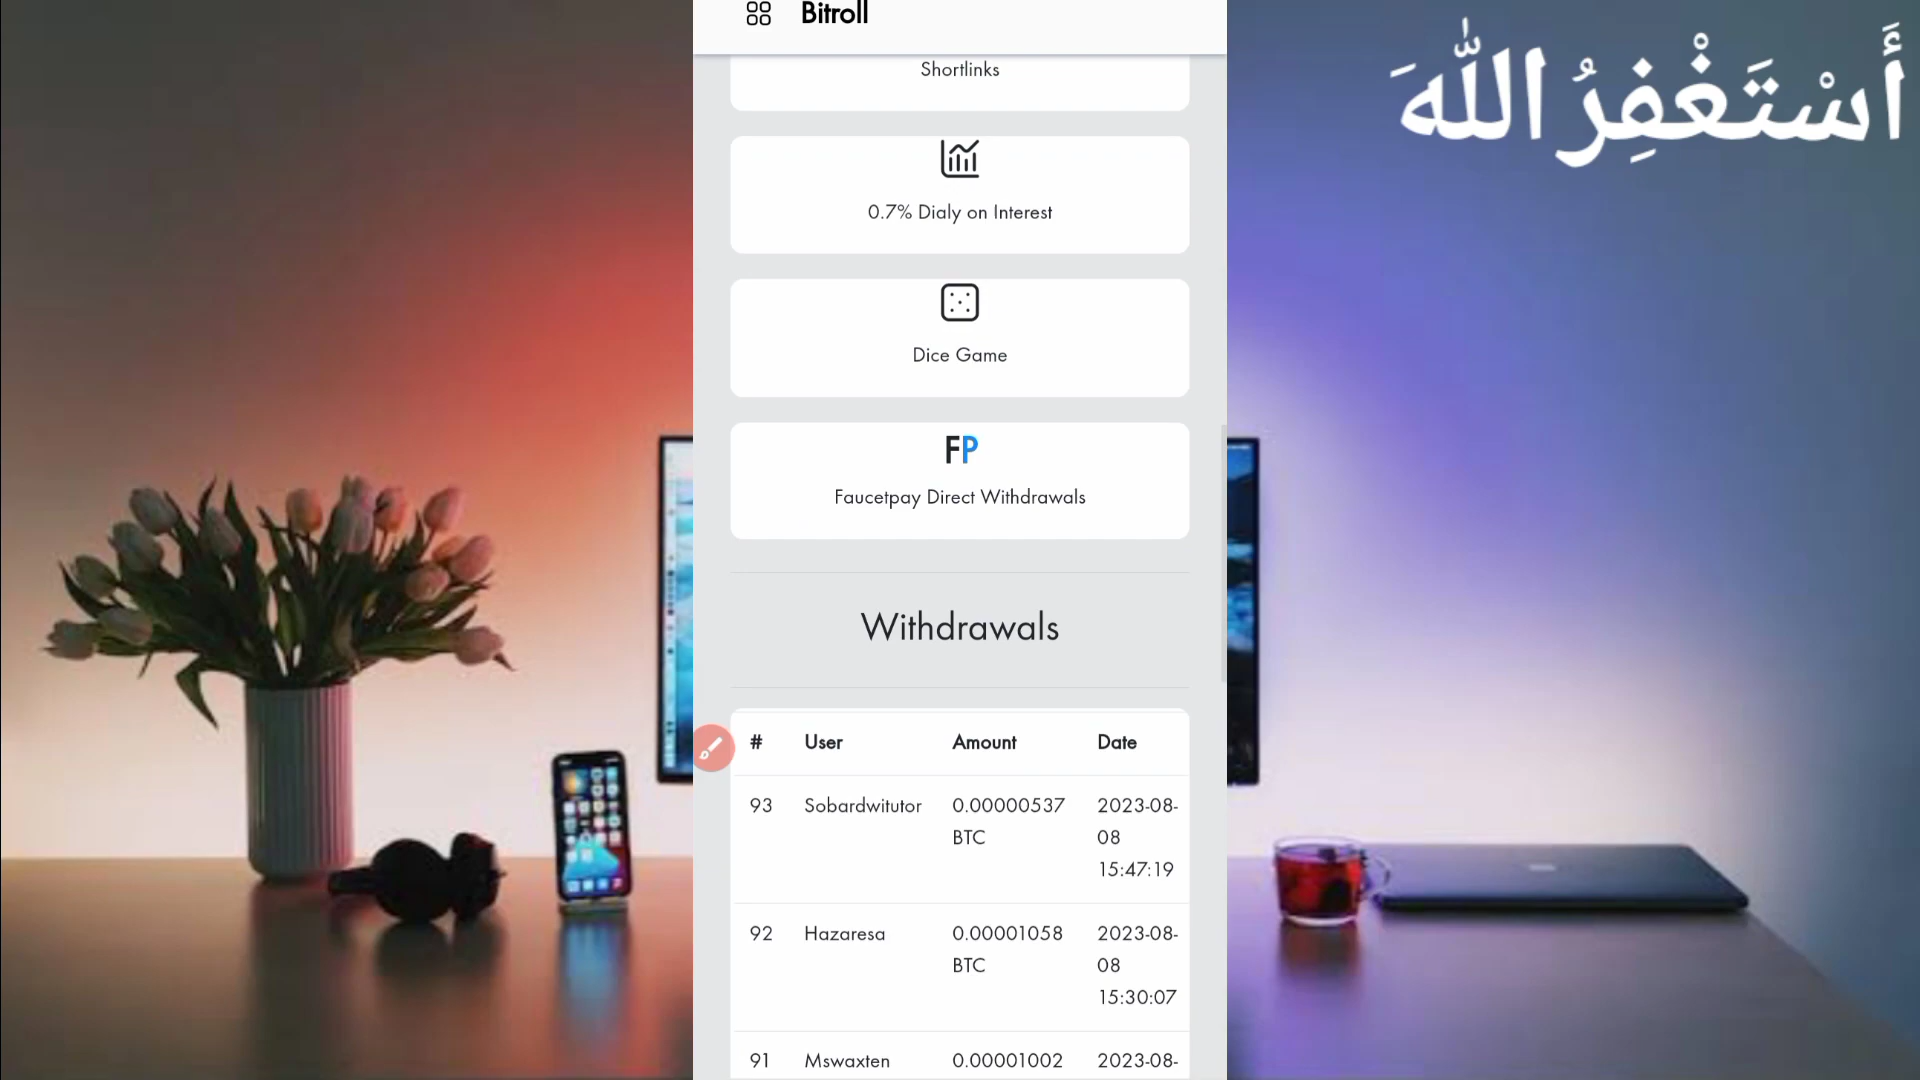 Bitroll
أَسْتَغْفِرُ اللّٰهَ
Shortlinks
0.7% Dialy on Interest
Dice Game
FP
Faucetpay Direct Withdrawals
Withdrawals
# User Amount Date
93 Sobardwitutor 0.00000537 2023-08-
BTC 08
15:47:19
92 Hazaresa 0.00001058 2023-08-
BTC 08
15:30:07
91 Mswaxten 0.00001002 2023-08-